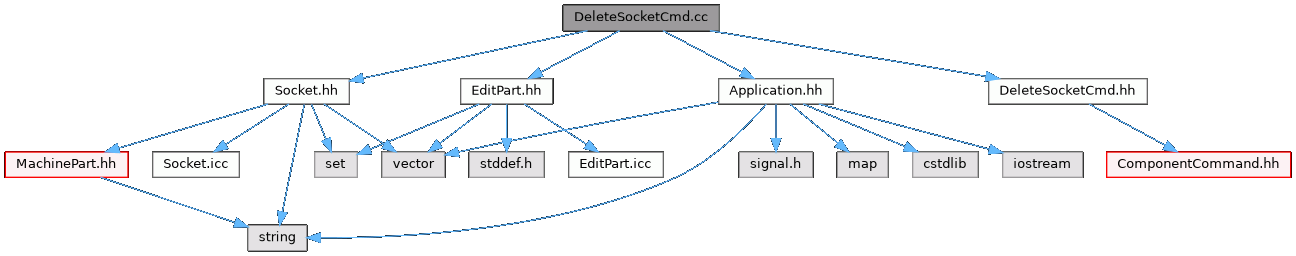 DeleteSocketCmd.cc
Socket.hh
EditPart.hh
Application.hh
DeleteSocketCmd.hh
MachinePart.hh
Socket.icc
set
vector
stddef.h
EditPart.icc
signal.h
map
cstdlib
iostream
ComponentCommand.hh
string